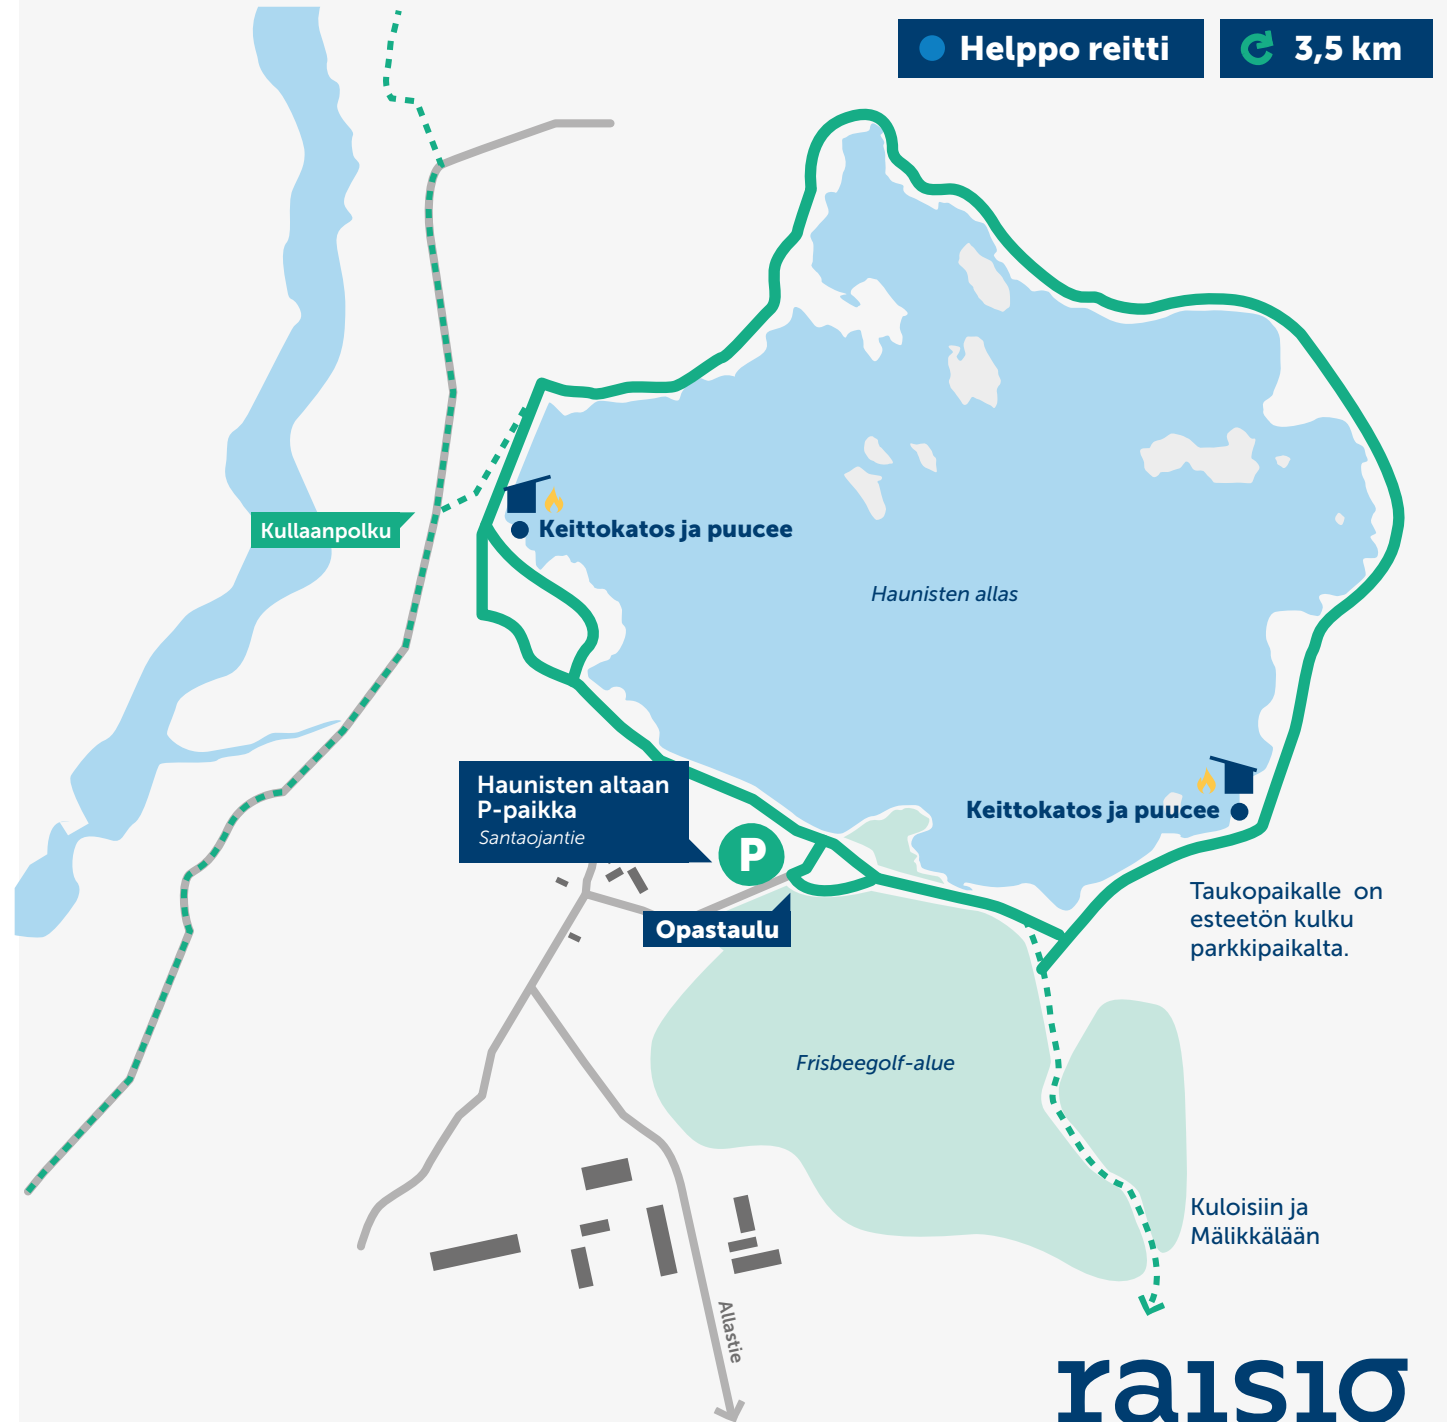 Helppo reitti
3,5 km
Kullaanpolku
Keittokatos ja puucee
Haunisten allas
Haunisten altaan
P-paikka
Santaojantie
P
Keittokatos ja puucee
Opastaulu
Taukopaikalle on
esteetön kulku
parkkipaikalta.
Frisbeegolf-alue
Kuloisiin ja
Mälikkälään
Allastie
raisio